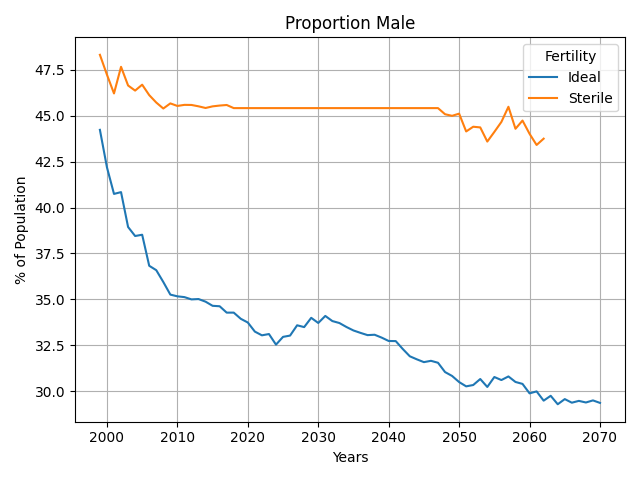 Proportion Male
Fertility
Ideal
Sterile
% of Population
47.5
45.0
42.5
40.0
37.5
35.0
32.5
30.0
2000 2010 2020 2030 2040 2050 2060 2070
Years